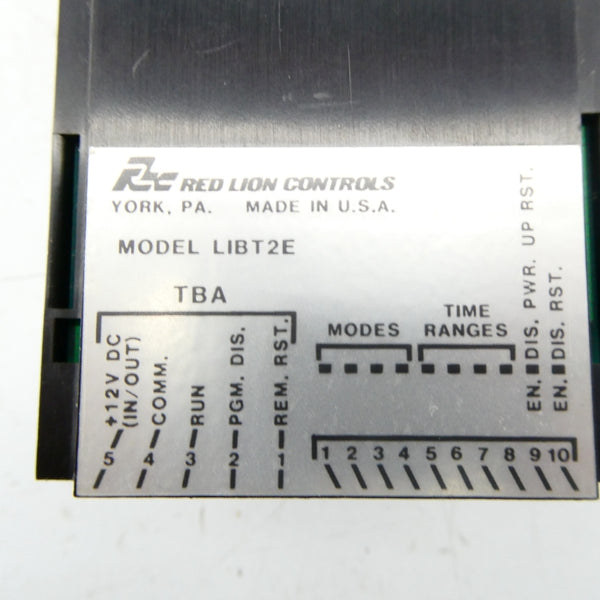 RLC RED LION CONTROLS
YORK, PA. MADE IN U.S.A.
MODEL LIBT2E
TBA
+12V DC
(IN/OUT)
COMM.
RUN
PGM. DIS.
REM. RST.
5 4 3 2 1
MODES
TIME
RANGES
EN. DIS. PWR. UP RST.
EN. DIS. RST.
1 2 3 4 5 6 7 8 9 10